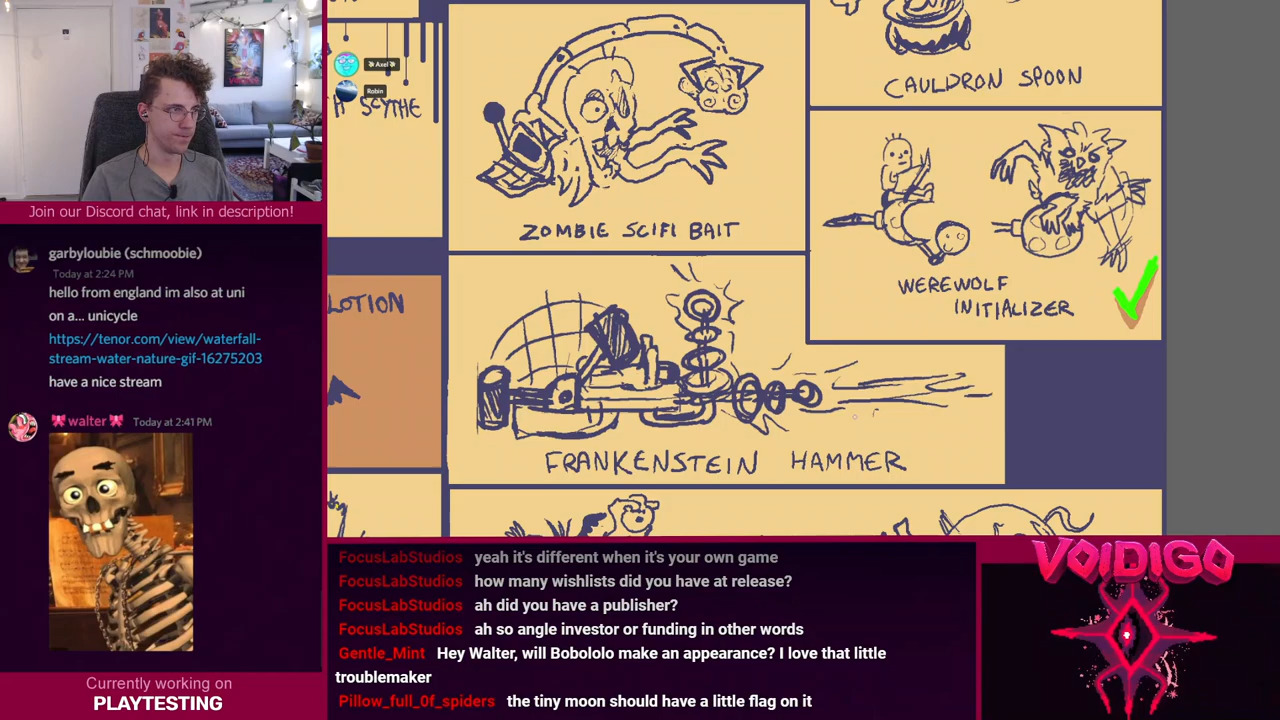 Join our Discord chat, link in description!
garbyloubie (schmoobie)
Today at 2:24 PM
hello from england im also at uni
on a... unicycle
https://tenor.com/view/waterfall-
stream-water-nature-gif-16275203
have a nice stream
walter
Today at 2:41 PM
Currently working on
PLAYTESTING
Axel
Robin
SCYTHE
LOTION
ZOMBIE SCIFI BAIT
CAULDRON SPOON
WEREWOLF
INITIALIZER
FRANKENSTEIN HAMMER
FocusLabStudios yeah it's different when it's your own game
FocusLabStudios how many wishlists did you have at release?
FocusLabStudios ah did you have a publisher?
FocusLabStudios ah so angle investor or funding in other words
Gentle_Mint Hey Walter, will Bobololo make an appearance? I love that little
troublemaker
Pillow_full_0f_spiders the tiny moon should have a little flag on it
VOIDIGO